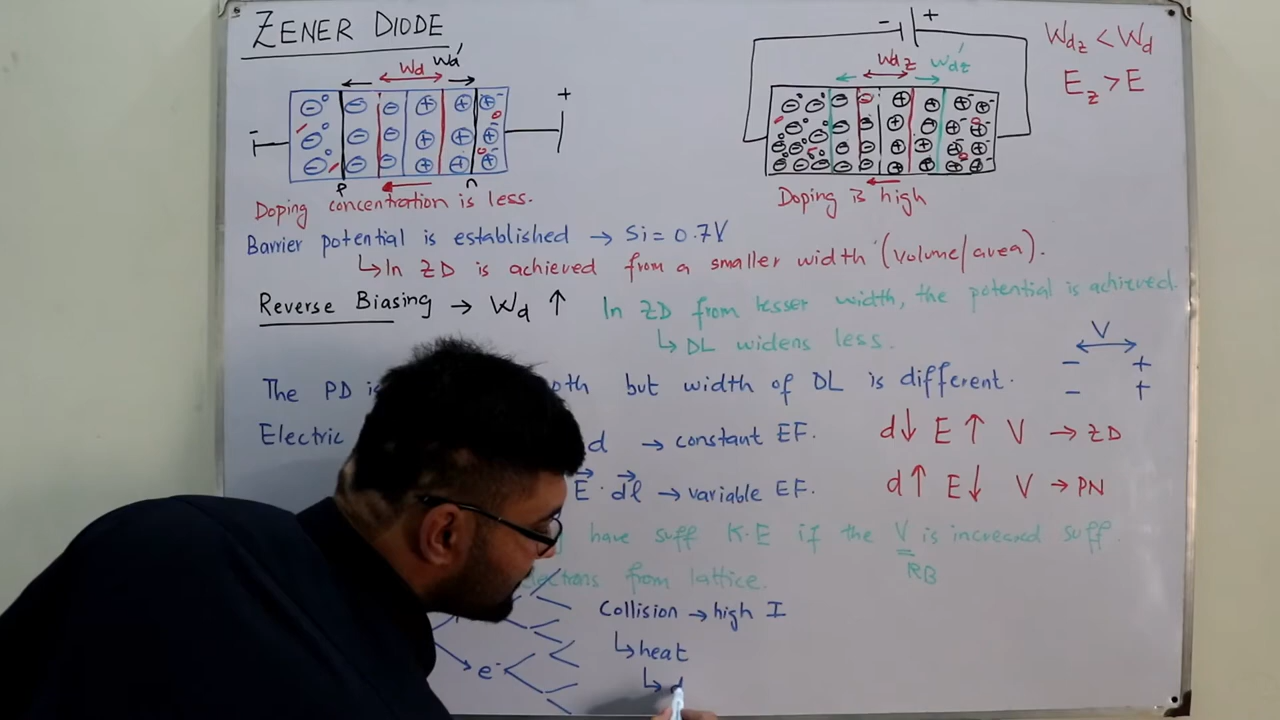 ZENER DIODE
Wd Wd'
- +
p n
Doping concentration is less.
- +
Wdz Wdz'
Doping is high
Wdz < Wd
Ez > E
Barrier potential is established → Si = 0.7V
↳ In ZD is achieved from a smaller width (volume/area).
Reverse Biasing → Wd ↑
In ZD from lesser width, the potential is achieved.
↳ DL widens less.
V
- +
- +
The PD is but width of DL is different.
Electric d → constant EF.
d↓ E↑ V → ZD
E · dl → variable EF.
d↑ E↓ V → PN
have suff K.E if the V is increased suff.
RB
electrons from lattice.
Collision → high I
↳ heat
e-
↳ d